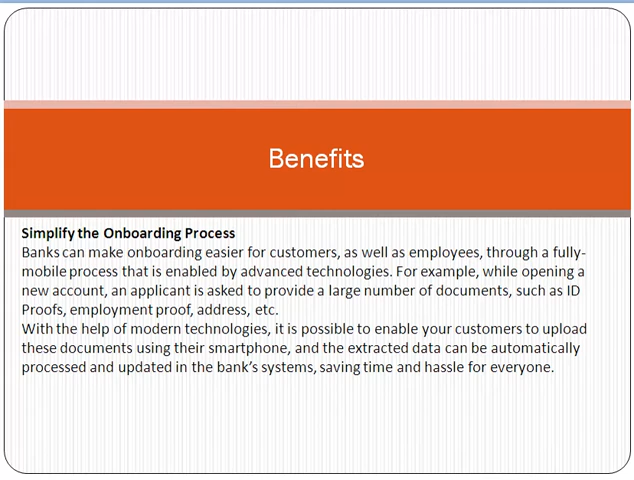 Benefits
Simplify the Onboarding Process
Banks can make onboarding easier for customers, as well as employees, through a fully-
mobile process that is enabled by advanced technologies. For example, while opening a
new account, an applicant is asked to provide a large number of documents, such as ID
Proofs, employment proof, address, etc.
With the help of modern technologies, it is possible to enable your customers to upload
these documents using their smartphone, and the extracted data can be automatically
processed and updated in the bank’s systems, saving time and hassle for everyone.